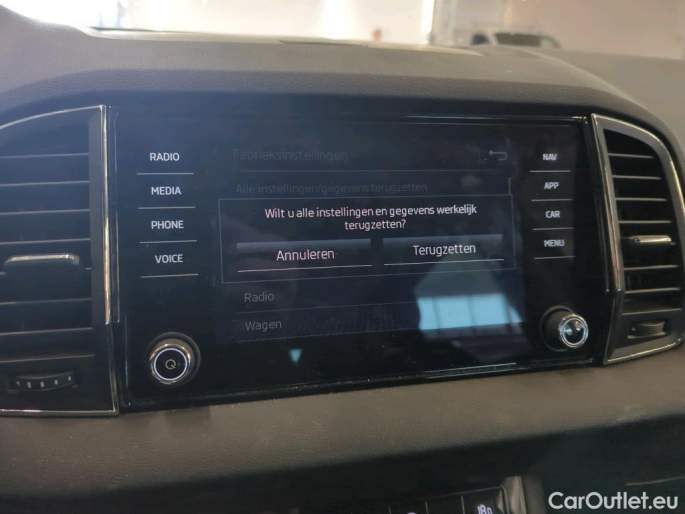 RADIO
MEDIA
PHONE
VOICE
Fabrieksinstellingen
Alle instellingen/gegevens terugzetten
Wilt u alle instellingen en gegevens werkelijk
terugzetten?
Annuleren
Terugzetten
Radio
Wagen
NAV
APP
CAR
MENU
CarOutlet.eu